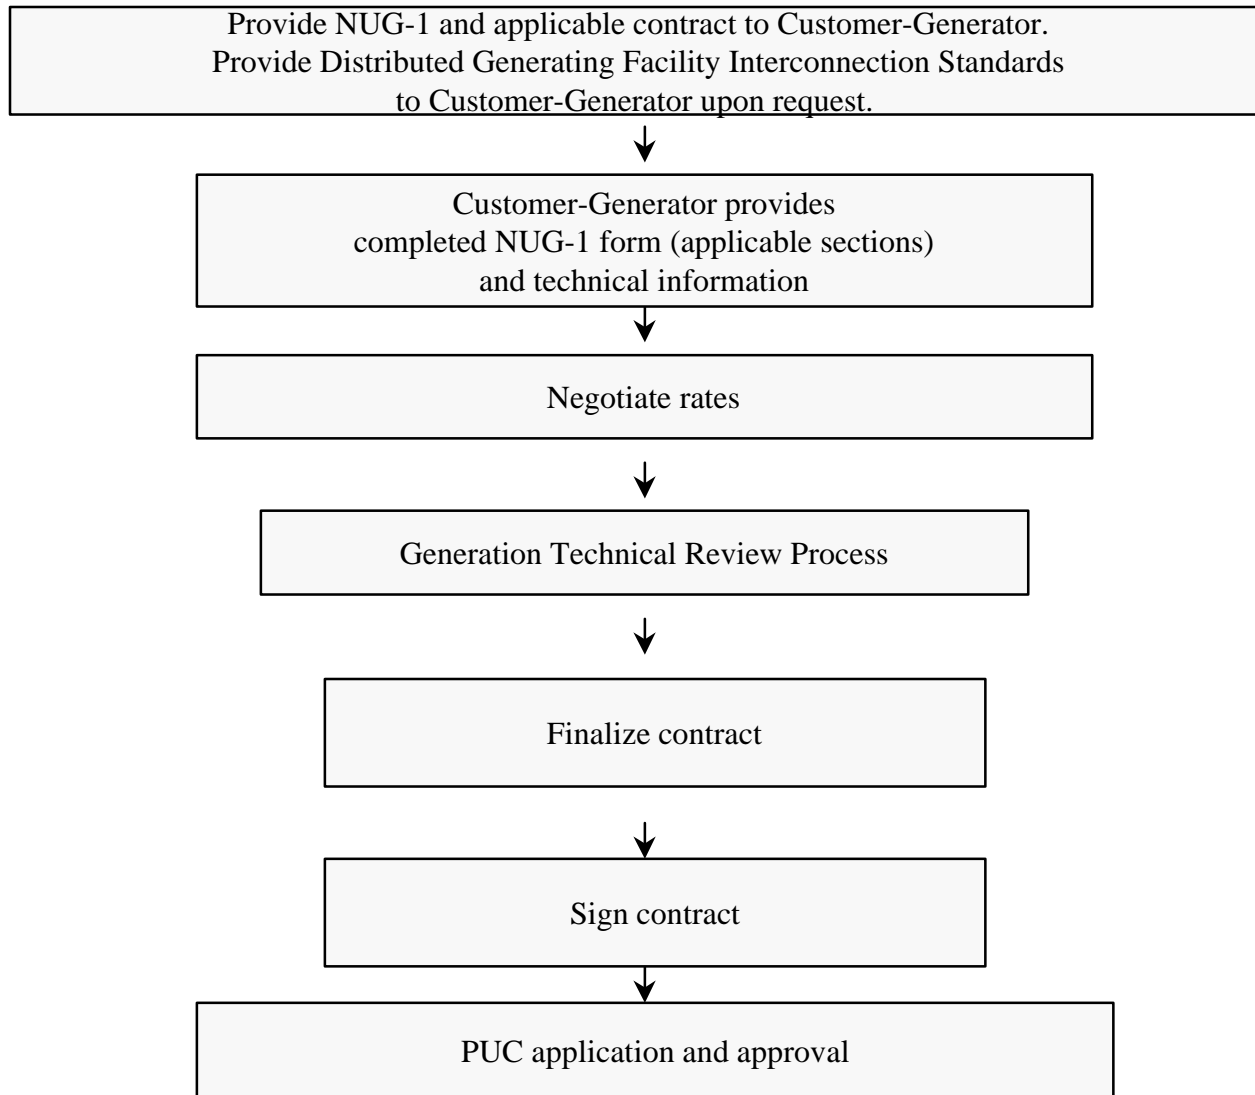 Provide NUG-1 and applicable contract to Customer-Generator.
Provide Distributed Generating Facility Interconnection Standards
to Customer-Generator upon request.
Customer-Generator provides
completed NUG-1 form (applicable sections)
and technical information
Negotiate rates
Generation Technical Review Process
Finalize contract
Sign contract
PUC application and approval